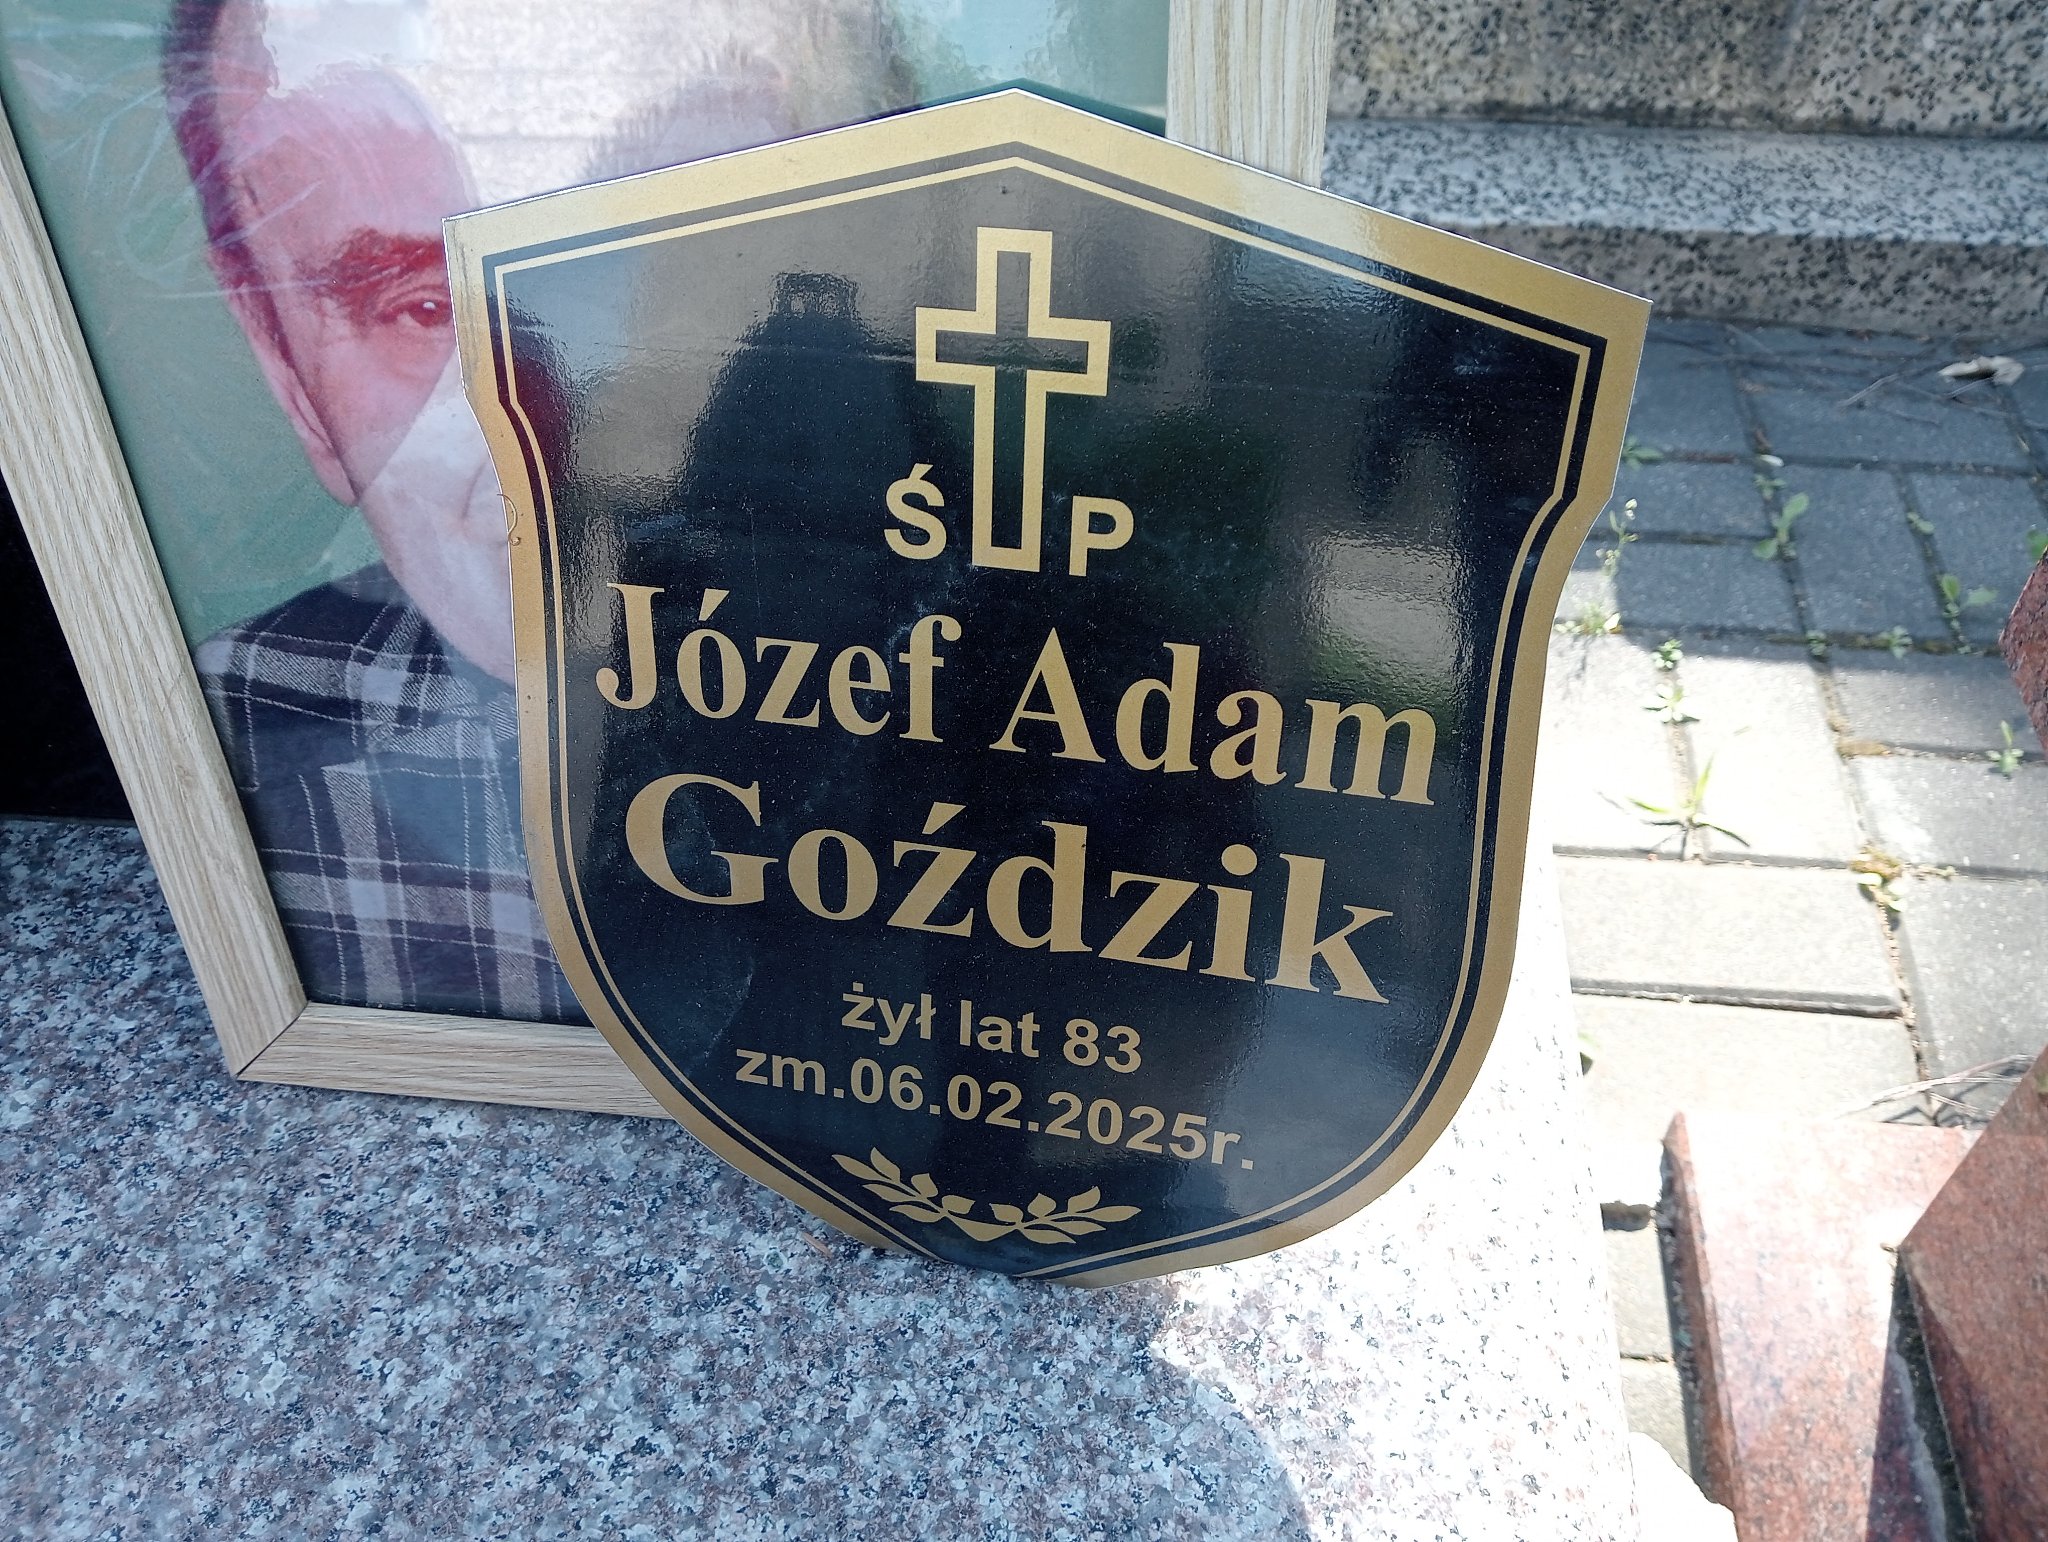 Ś P
Józef Adam
Goździk
żył lat 83
zm.06.02.2025r.